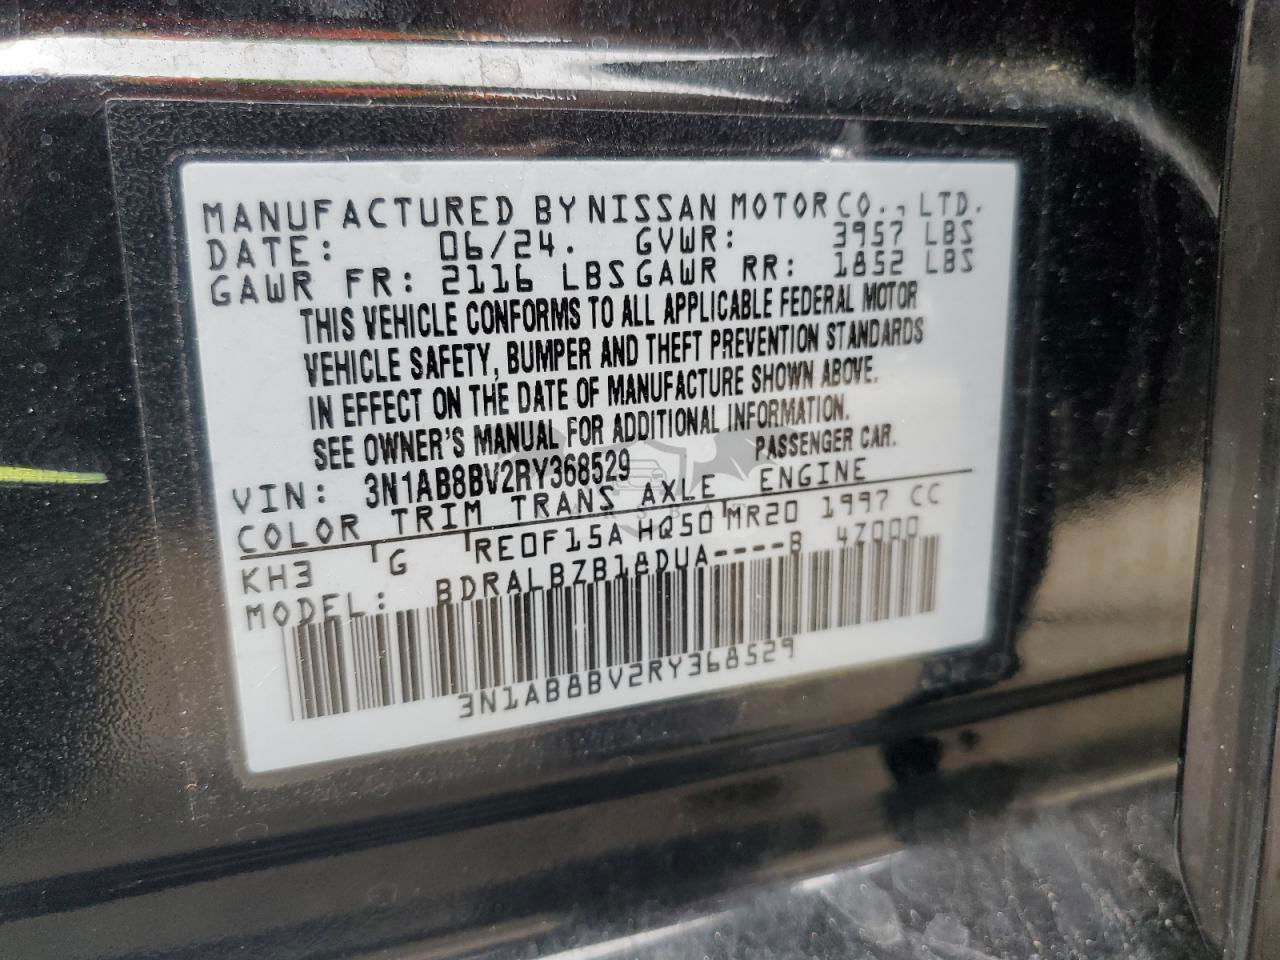 MANUFACTURED BY NISSAN MOTOR CO., LTD.
DATE: 06/24. GVWR: 3957 LBS
GAWR FR: 2116 LBS GAWR RR: 1852 LBS
THIS VEHICLE CONFORMS TO ALL APPLICABLE FEDERAL MOTOR
VEHICLE SAFETY, BUMPER AND THEFT PREVENTION STANDARDS
IN EFFECT ON THE DATE OF MANUFACTURE SHOWN ABOVE.
SEE OWNER'S MANUAL FOR ADDITIONAL INFORMATION.
VIN: 3N1AB8BV2RY368529 PASSENGER CAR.
COLOR TRIM TRANS AXLE ENGINE
KH3 G RE0F15A HQ50 MR20 1997 CC
MODEL: BDRALBZB18DUA----B 4Z000
3N1AB8BV2RY368529